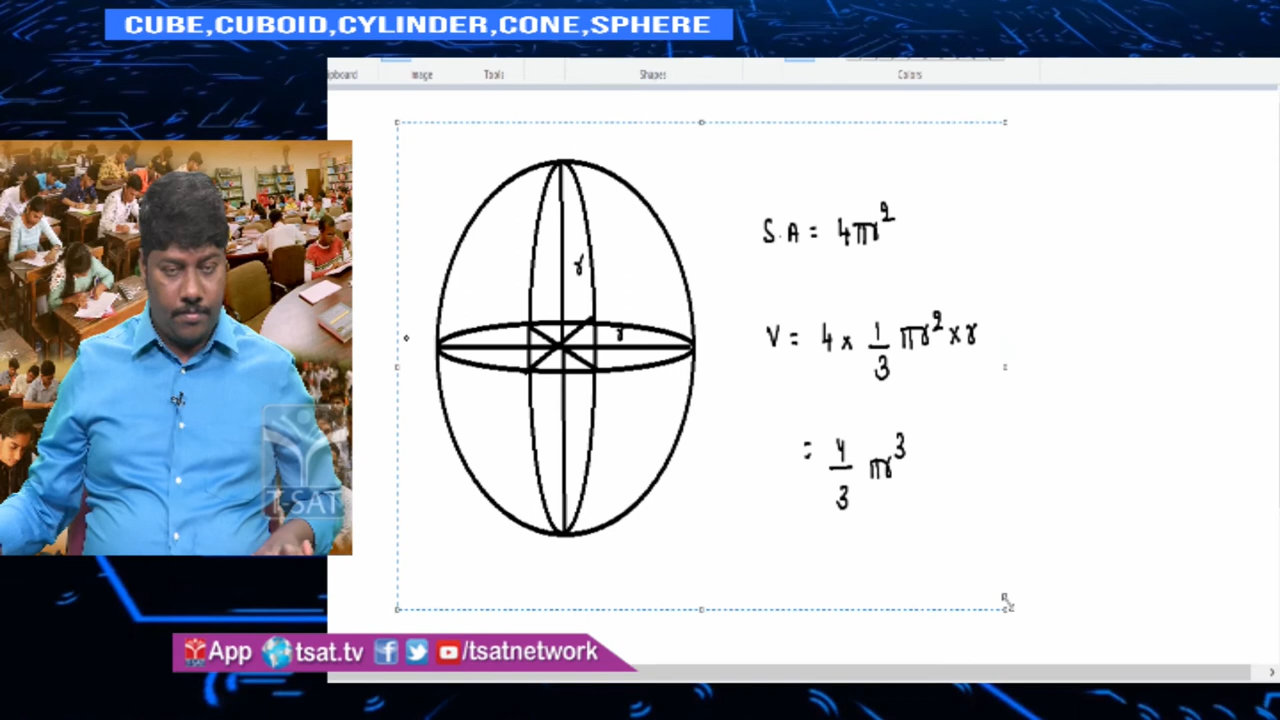 CUBE,CUBOID,CYLINDER,CONE,SPHERE
Image
Tools
Shapes
Colors
r
r
S.A = 4πr²
V = 4 × 1/3 πr² × r
= 4/3 πr³
T-SAT
App tsat.tv /tsatnetwork